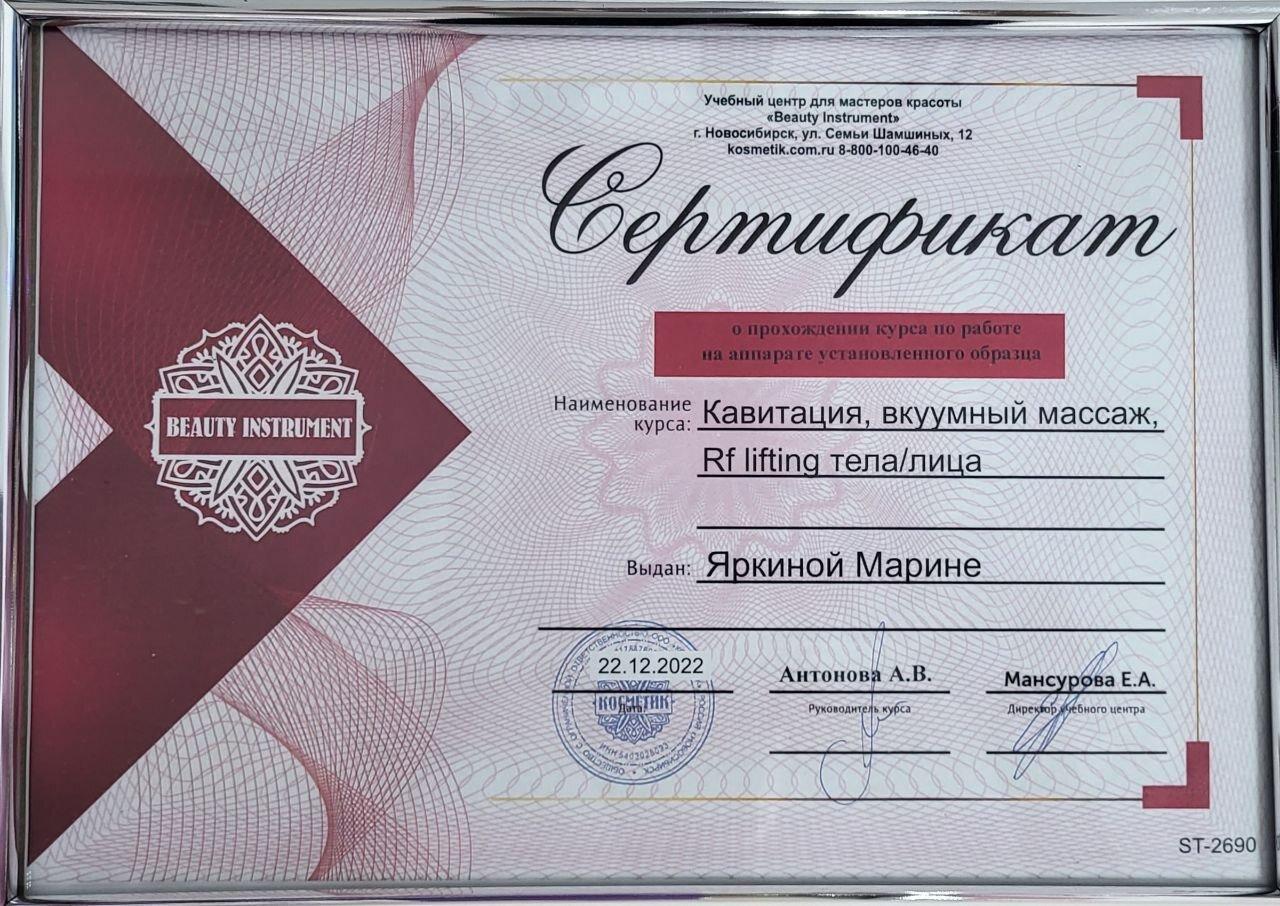 Учебный центр для мастеров красоты
«Beauty Instrument»
г. Новосибирск, ул. Семьи Шамшиных, 12
kosmetik.com.ru 8-800-100-46-40
Сертификат
о прохождении курса по работе
на аппарате установленного образца
BEAUTY INSTRUMENT
Наименование курса: Кавитация, вкуумный массаж,
Rf lifting тела/лица
Выдан: Яркиной Марине
22.12.2022
Дата:
КОСМЕТИК
Антонова А.В.
Руководитель курса
Мансурова Е.А.
Директор учебного центра
ST-2690